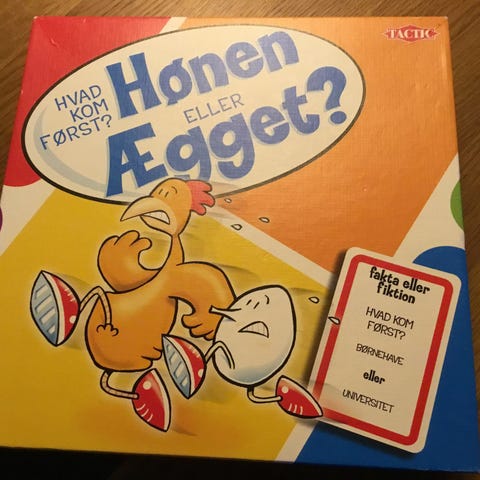 TACTIC
HVAD
KOM
FØRST?
Hønen
ELLER
Ægget?
fakta eller
fiktion
HVAD KOM
FØRST?
BØRNEHAVE
eller
UNIVERSITET